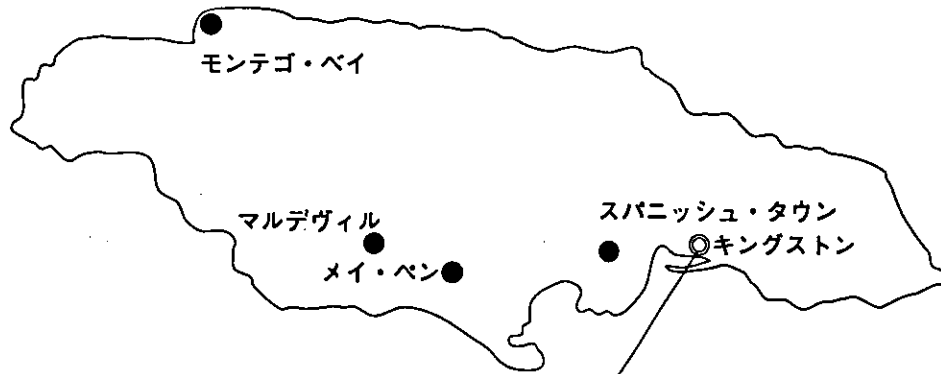 モンテゴ・ベイ
マルデヴィル
スパニッシュ・タウン
キングストン
メイ・ペン